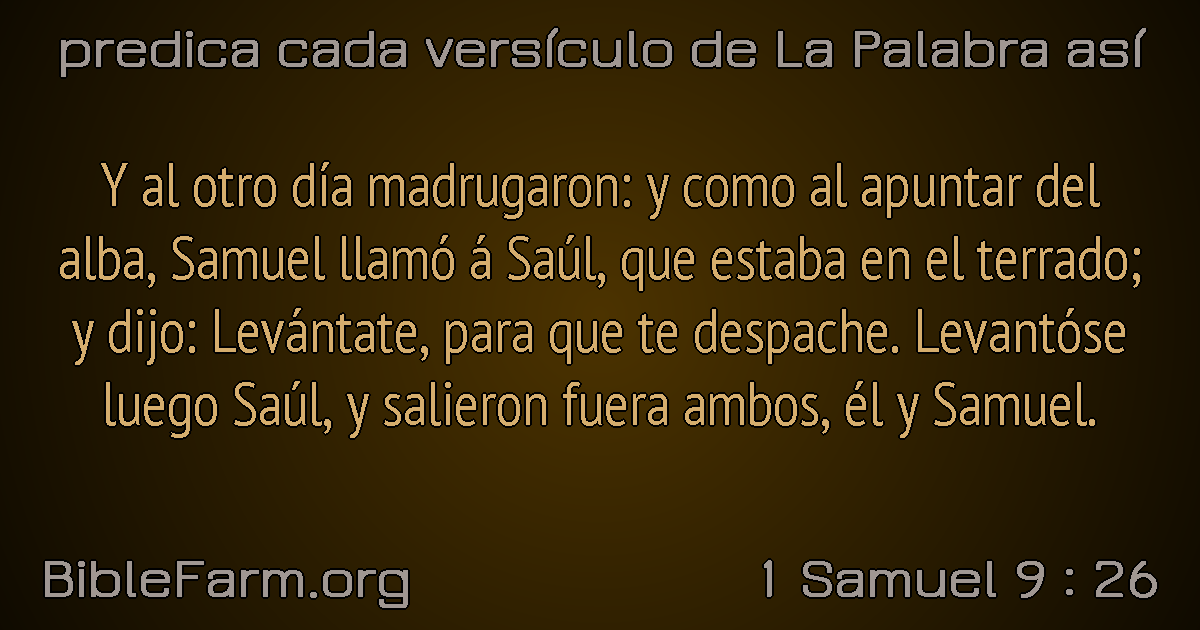 predica cada versículo de La Palabra así
Y al otro día madrugaron: y como al apuntar del
alba, Samuel llamó á Saúl, que estaba en el terrado;
y dijo: Levántate, para que te despache. Levantóse
luego Saúl, y salieron fuera ambos, él y Samuel.
BibleFarm.org
1 Samuel 9 : 26